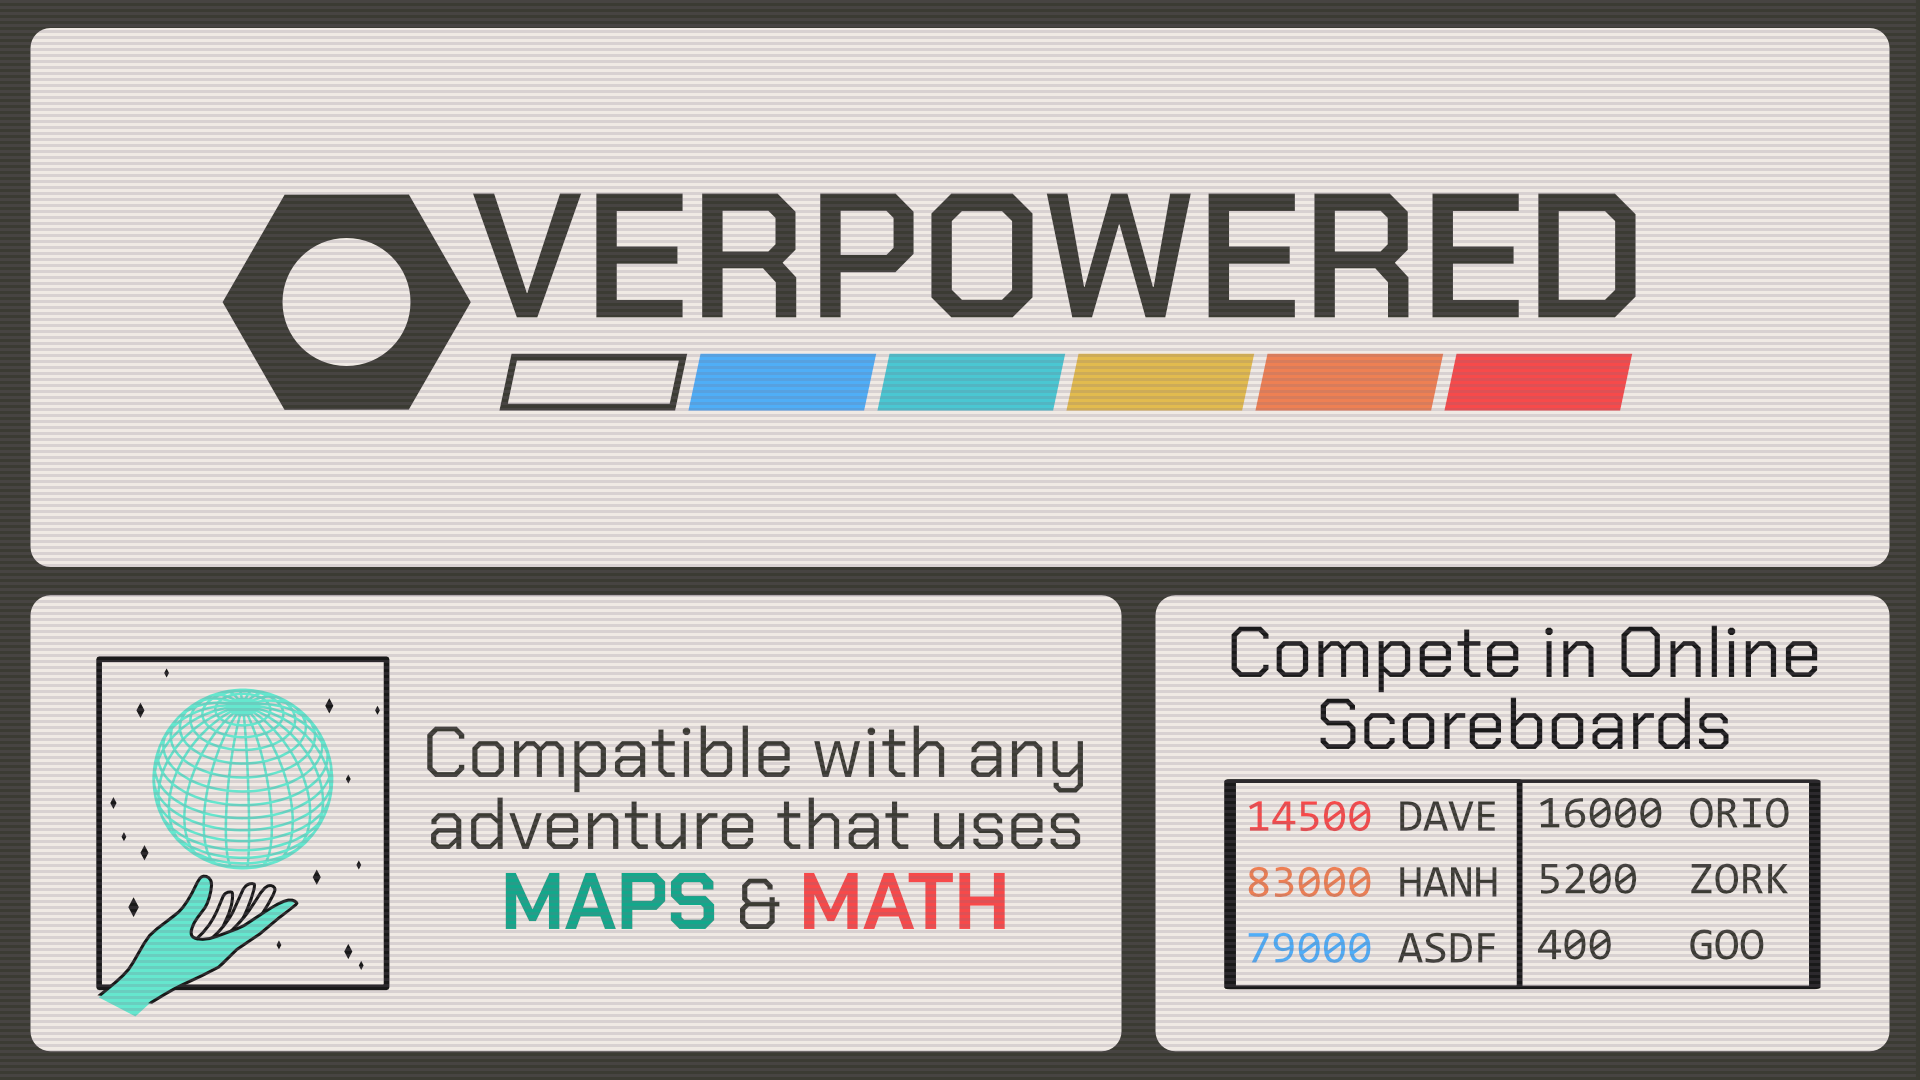 OVERPOWERED
Compatible with any
adventure that uses
MAPS & MATH
Compete in Online
Scoreboards
14500 DAVE 16000 ORIO
83000 HANH 5200 ZORK
79000 ASDF 400 GOO